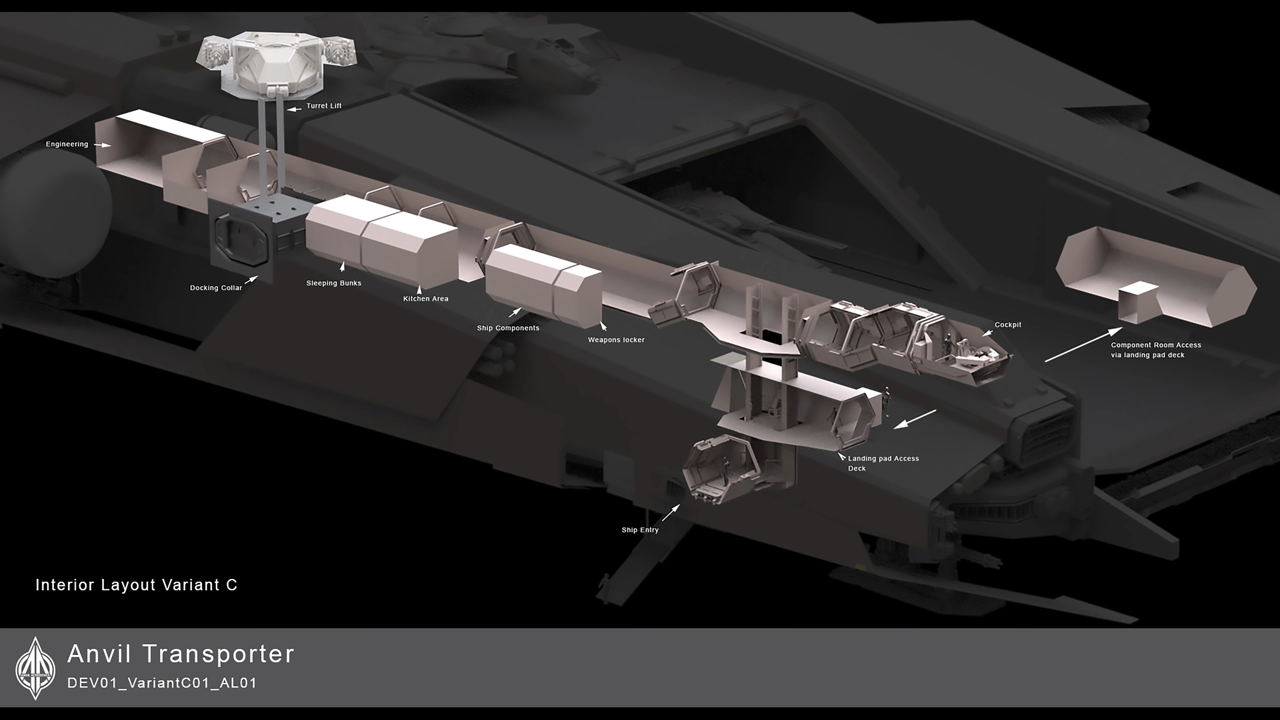 Turret Lift
Engineering
Docking Collar
Sleeping Bunks
Kitchen Area
Ship Components
Weapons locker
Cockpit
Component Room Access
via landing pad deck
Landing pad Access
Deck
Ship Entry
Interior Layout Variant C
Anvil Transporter
DEV01_VariantC01_AL01